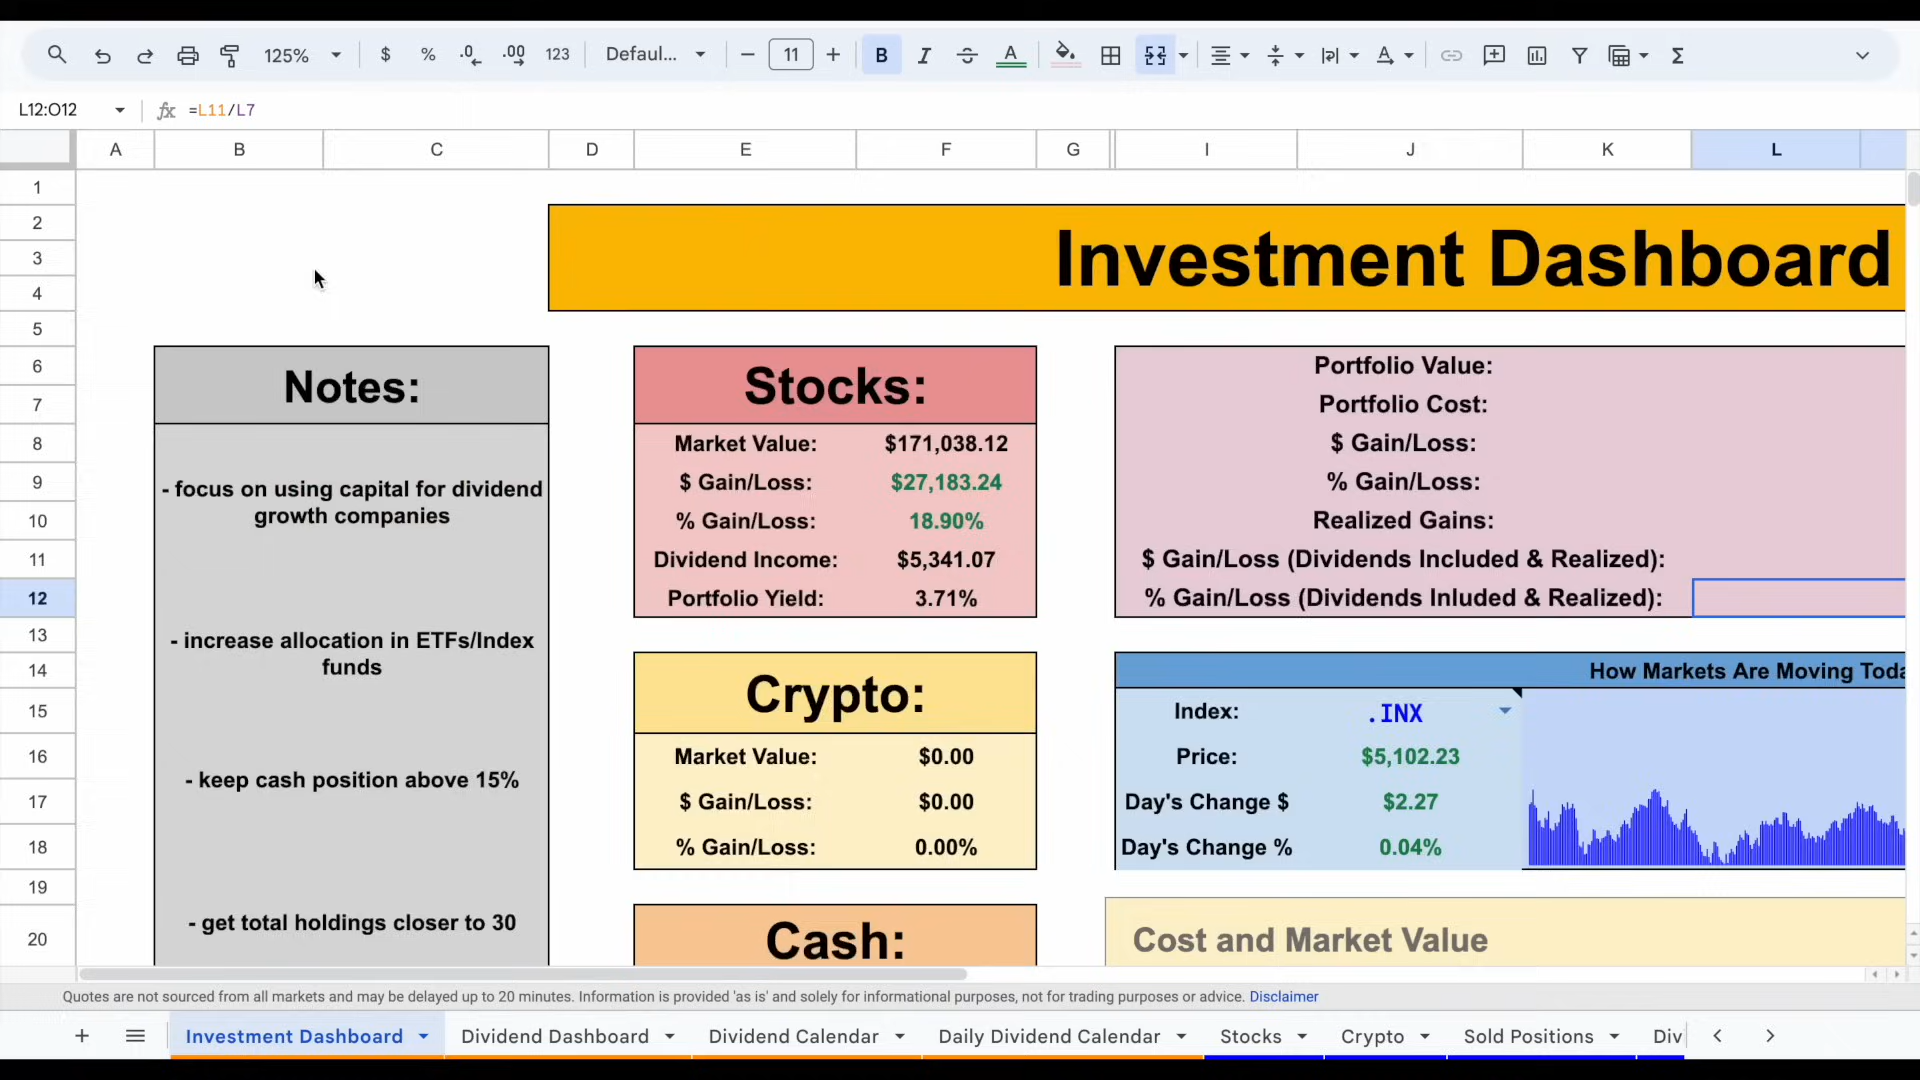 125%
$
%
.0
.00
123
Defaul...
11
B
I
A
A
Σ
L12:O12
fx
=L11/L7
A
B
C
D
E
F
G
I
J
K
L
1
2
3
4
5
6
7
8
9
10
11
12
13
14
15
16
17
18
19
20
Investment Dashboard
Notes:
- focus on using capital for dividend
growth companies
- increase allocation in ETFs/Index
funds
- keep cash position above 15%
- get total holdings closer to 30
Stocks:
Market Value: $171,038.12
$ Gain/Loss: $27,183.24
% Gain/Loss: 18.90%
Dividend Income: $5,341.07
Portfolio Yield: 3.71%
Crypto:
Market Value: $0.00
$ Gain/Loss: $0.00
% Gain/Loss: 0.00%
Cash:
Portfolio Value:
Portfolio Cost:
$ Gain/Loss:
% Gain/Loss:
Realized Gains:
$ Gain/Loss (Dividends Included & Realized):
% Gain/Loss (Dividends Inluded & Realized):
How Markets Are Moving Toda
Index: .INX
Price: $5,102.23
Day's Change $ $2.27
Day's Change % 0.04%
Cost and Market Value
Quotes are not sourced from all markets and may be delayed up to 20 minutes. Information is provided 'as is' and solely for informational purposes, not for trading purposes or advice. Disclaimer
Investment Dashboard
Dividend Dashboard
Dividend Calendar
Daily Dividend Calendar
Stocks
Crypto
Sold Positions
Div